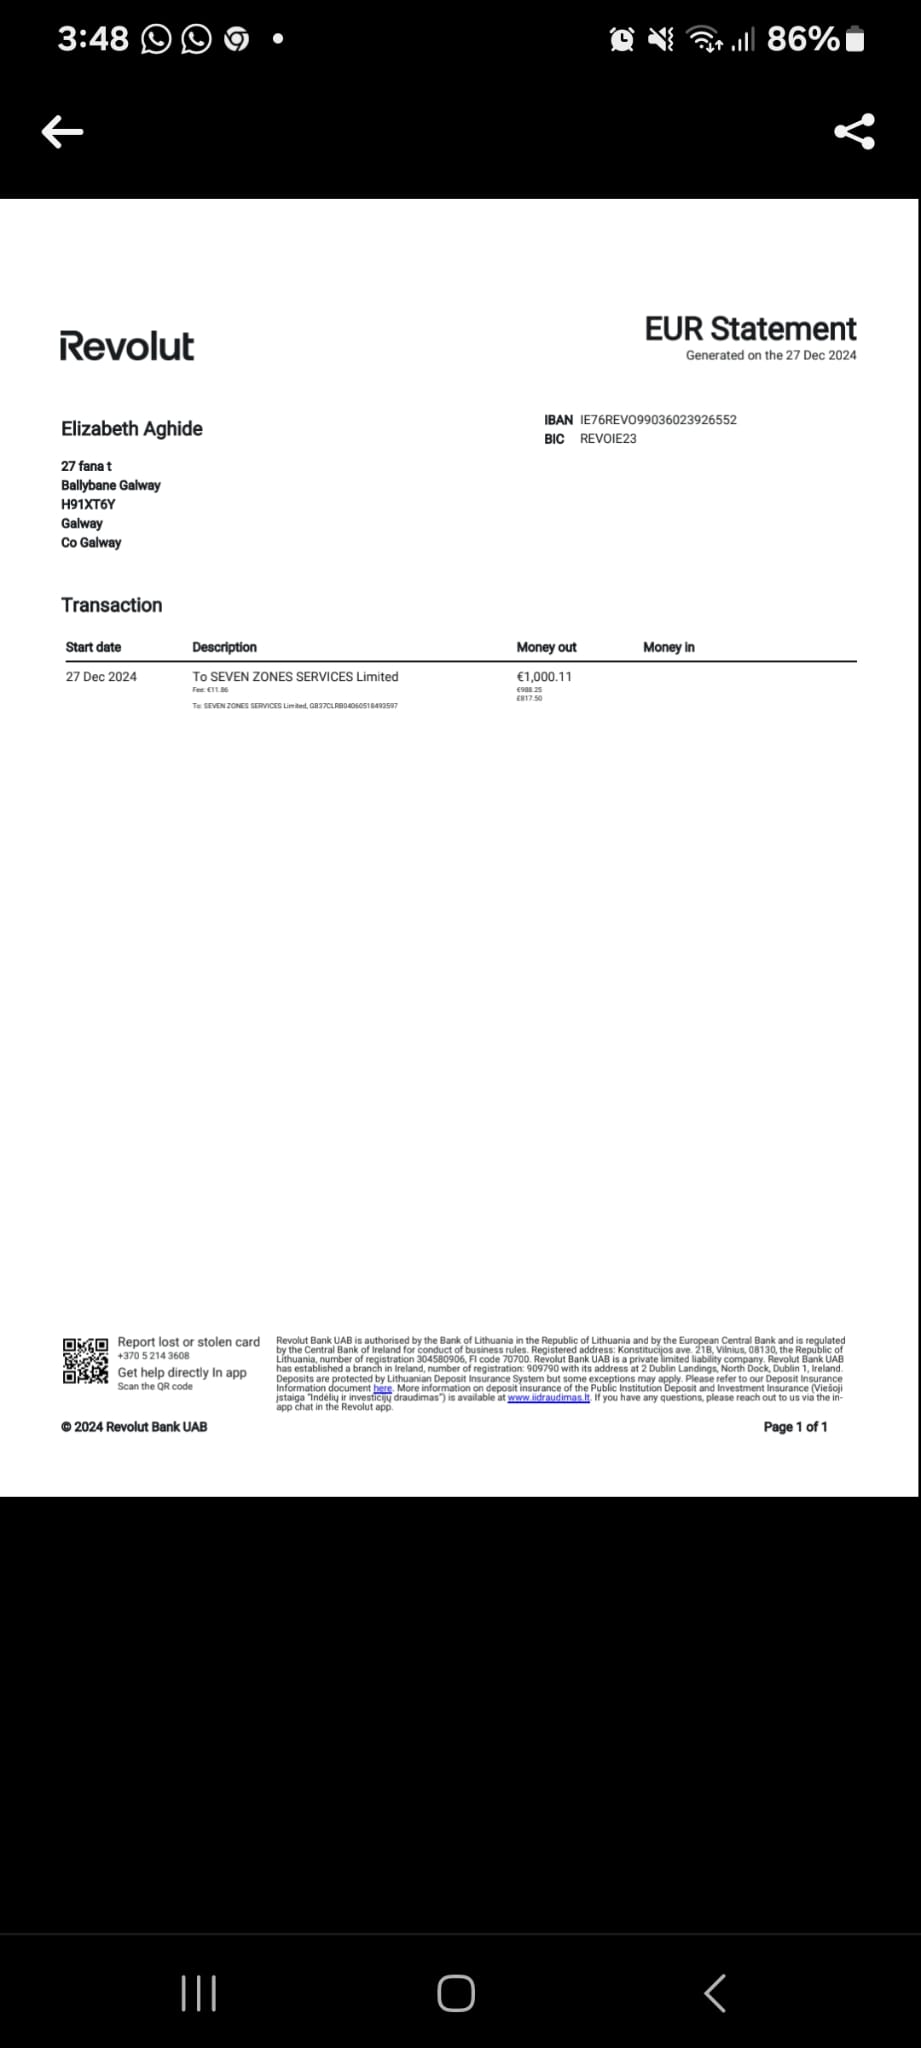 3:48
86%
Revolut
EUR Statement
Generated on the 27 Dec 2024
Elizabeth Aghide
IBAN IE76REVO99036023926552
BIC REVOIE23
27 fana t
Ballybane Galway
H91XT6Y
Galway
Co Galway
Transaction
Start date Description Money out Money in
27 Dec 2024 To SEVEN ZONES SERVICES Limited €1,000.11
Fee: €11.86 €988.25
£817.50
To: SEVEN ZONES SERVICES Limited, GB37CLRB04060518493597
Report lost or stolen card
+370 5 214 3608
Get help directly In app
Scan the QR code
Revolut Bank UAB is authorised by the Bank of Lithuania in the Republic of Lithuania and by the European Central Bank and is regulated
by the Central Bank of Ireland for conduct of business rules. Registered address: Konstitucijos ave. 21B, Vilnius, 08130, the Republic of
Lithuania, number of registration 304580906, FI code 70700. Revolut Bank UAB is a private limited liability company. Revolut Bank UAB
has established a branch in Ireland, number of registration: 909790 with its address at 2 Dublin Landings, North Dock, Dublin 1, Ireland.
Deposits are protected by Lithuanian Deposit Insurance System but some exceptions may apply. Please refer to our Deposit Insurance
Information document here. More information on deposit insurance of the Public Institution Deposit and Investment Insurance (Viešoji
įstaiga "Indėlių ir investicijų draudimas") is available at www.iidraudimas.lt. If you have any questions, please reach out to us via the in-
app chat in the Revolut app.
© 2024 Revolut Bank UAB
Page 1 of 1